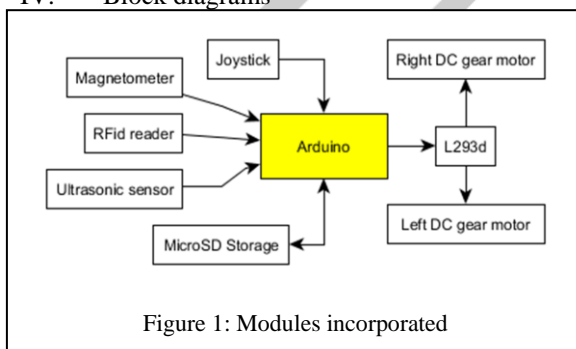 IV. Block diagrams
Joystick
Right DC gear motor
Magnetometer
RFid reader
Arduino
L293d
Ultrasonic sensor
Left DC gear motor
MicroSD Storage
Figure 1: Modules incorporated